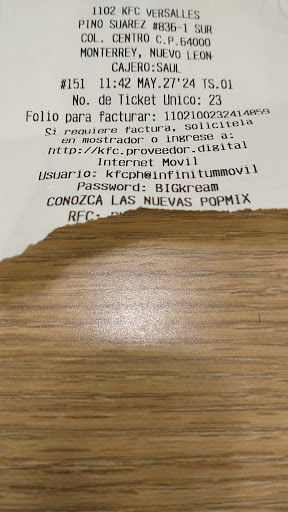 1102 KFC VERSALLES
PINO SUAREZ #836-1 SUR
COL. CENTRO C.P.64000
MONTERREY, NUEVO LEON
CAJERO:SAUL
#151 11:42 MAY.27'24 TS.01
No. de Ticket Unico: 23
Folio para facturar: 1102100232414859
Si requiere factura, solicitela
en mostrador o ingrese a:
http://kfc.proveedor.digital
Internet Movil
Usuario: kfcph@infinitummovil
Password: BIGkream
CONOZCA LAS NUEVAS POPMIX
RFC: